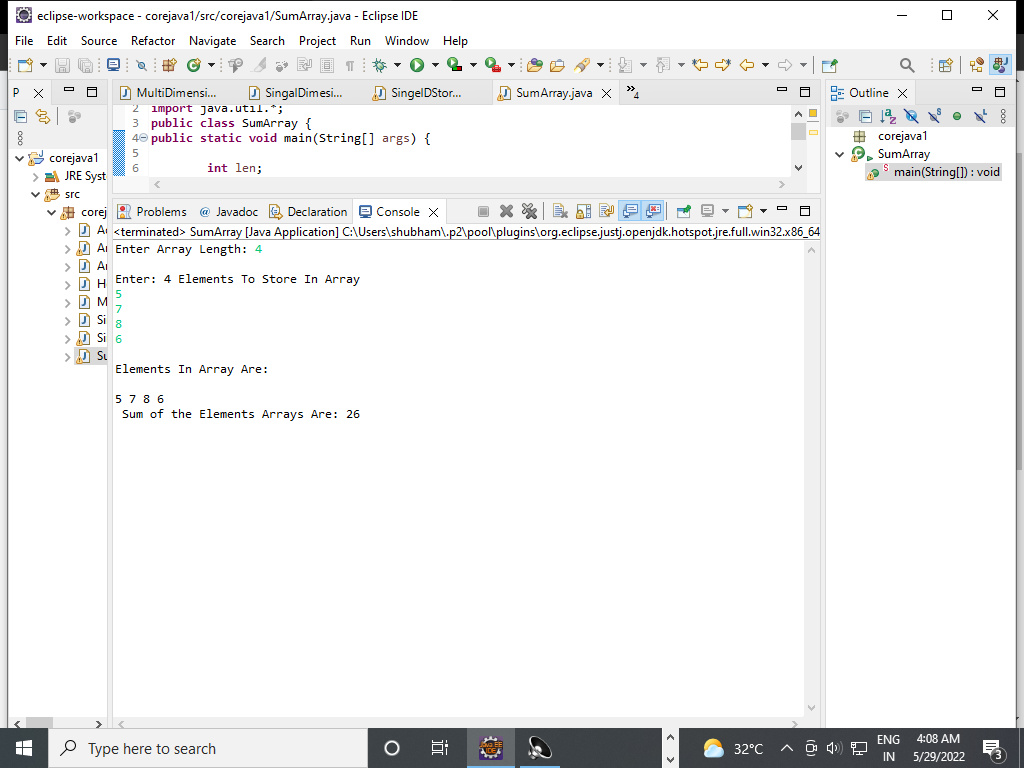 eclipse-workspace - corejava1/src/corejava1/SumArray.java - Eclipse IDE
File Edit Source Refactor Navigate Search Project Run Window Help
P
MultiDimensi...
SingalDimesi...
SingelDStor...
SumArray.java
4
Outline
2 import java.util.*;
3 public class SumArray {
4 public static void main(String[] args) {
5
6 int len;
corejava1
JRE Syst
src
corej
Ar
Ar
H
M
Si
Si
Su
corejava1
SumArray
main(String[]) : void
Problems @ Javadoc Declaration Console
<terminated> SumArray [Java Application] C:\Users\shubham\.p2\pool\plugins\org.eclipse.justj.openjdk.hotspot.jre.full.win32.x86_64
Enter Array Length: 4
Enter: 4 Elements To Store In Array
5
7
8
6
Elements In Array Are:
5 7 8 6
Sum of the Elements Arrays Are: 26
Type here to search
JAVA EE
IDE
32°C
ENG
IN
4:08 AM
5/29/2022
3